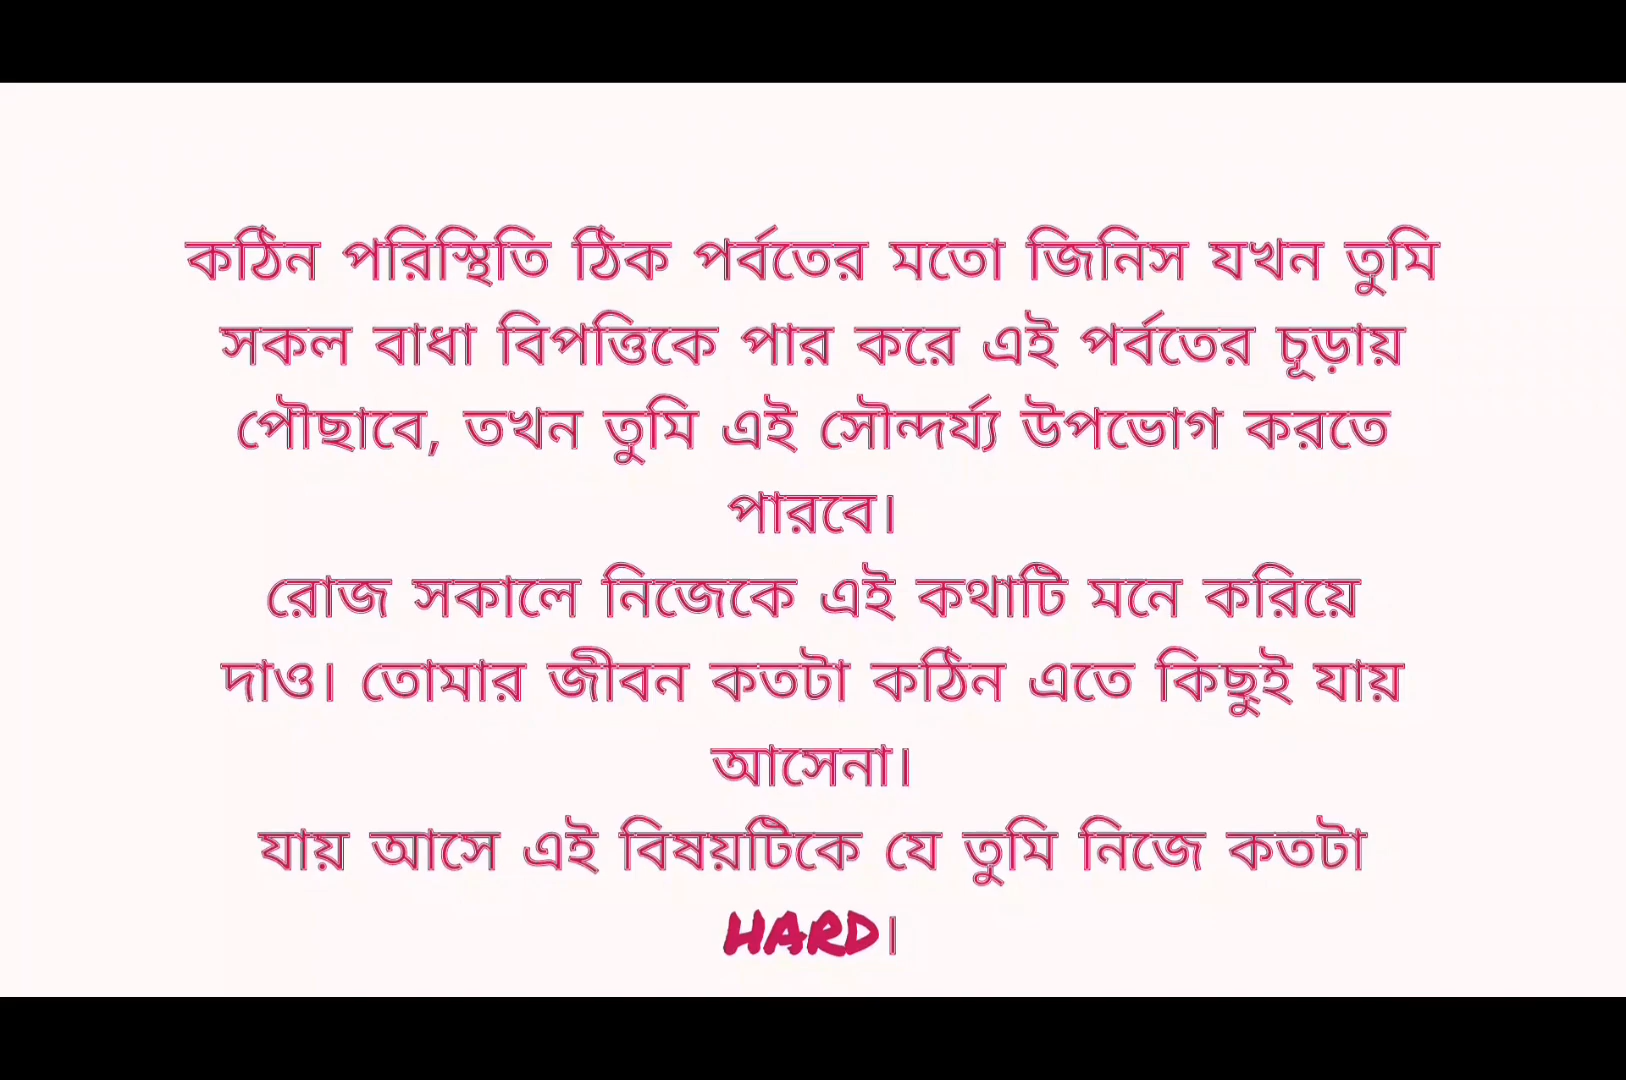 কঠিন পরিস্থিতি ঠিক পর্বতের মতো জিনিস যখন তুমি
সকল বাধা বিপত্তিকে পার করে এই পর্বতের চূড়ায়
পৌছাবে, তখন তুমি এই সৌন্দর্য্য উপভোগ করতে
পারবে।
রোজ সকালে নিজেকে এই কথাটি মনে করিয়ে
দাও। তোমার জীবন কতটা কঠিন এতে কিছুই যায়
আসেনা।
যায় আসে এই বিষয়টিকে যে তুমি নিজে কতটা
HARD।